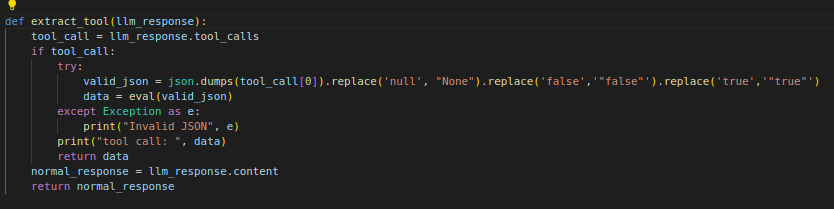 def extract_tool(llm_response):
    tool_call = llm_response.tool_calls
    if tool_call:
        try:
            valid_json = json.dumps(tool_call[0]).replace('null', "None").replace('false','"false"').replace('true','"true"')
            data = eval(valid_json)
        except Exception as e:
            print("Invalid JSON", e)
        print("tool call: ", data)
        return data
    normal_response = llm_response.content
    return normal_response